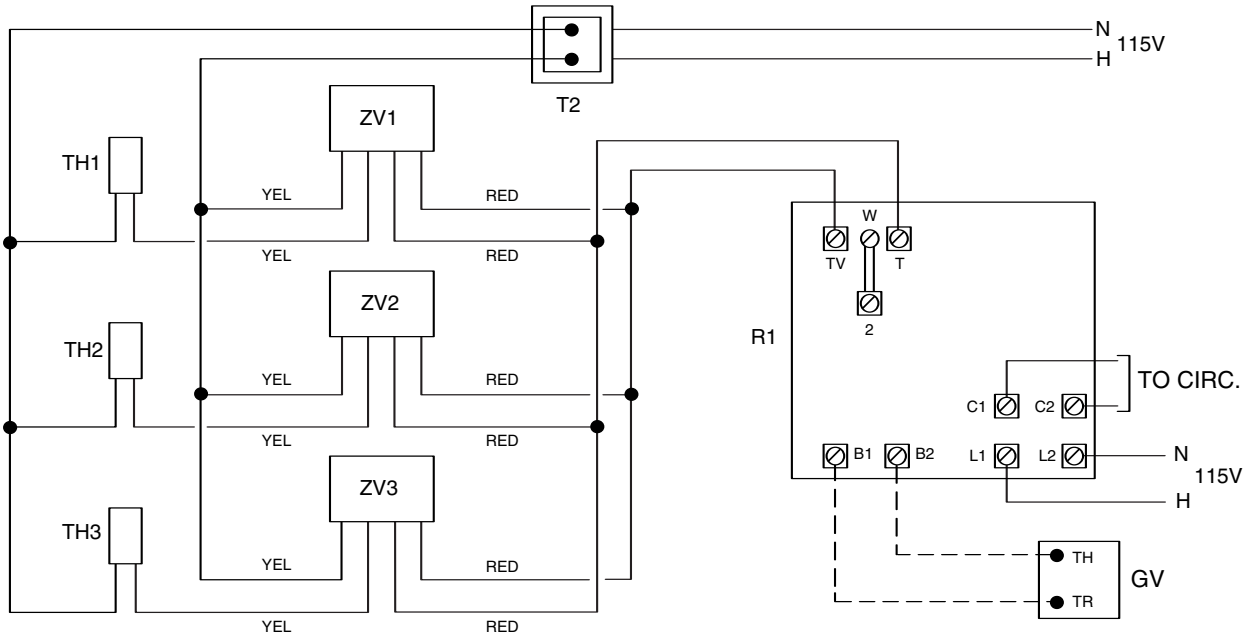 N
115V
H
T2
ZV1
TH1
YEL
RED
YEL
RED
W
TV
T
2
R1
ZV2
TH2
YEL
RED
YEL
RED
TO CIRC.
C1
C2
B1
B2
L1
L2
N
115V
H
ZV3
TH3
YEL
RED
YEL
RED
TH
GV
TR